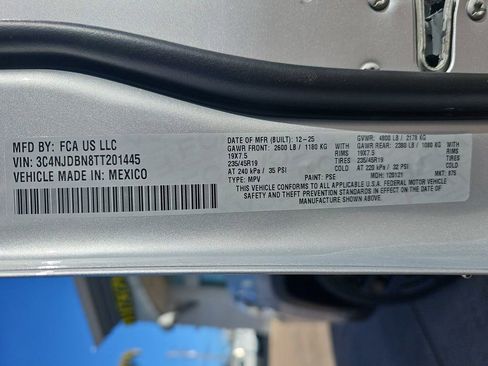 MFD BY: FCA US LLC
VIN: 3C4NJDBN8TT201445
VEHICLE MADE IN: MEXICO
DATE OF MFR (BUILT): 12-25
GVWR: 4800 LB / 2178 KG
GAWR FRONT: 2600 LB / 1180 KG WITH
GAWR REAR: 2380 LB / 1080 KG WITH
19X7.5 RIMS
19X7.5 RIMS
235/45R19 TIRES
235/45R19 TIRES
AT 240 kPa / 35 PSI COLD
AT 220 kPa / 32 PSI COLD
TYPE: MPV
PAINT: PSE
MDH: 120121
MKT: 875
THIS VEHICLE CONFORMS TO ALL APPLICABLE U.S.A. FEDERAL MOTOR VEHICLE
SAFETY AND THEFT PREVENTION STANDARDS IN EFFECT ON THE DATE OF
MANUFACTURE SHOWN ABOVE.